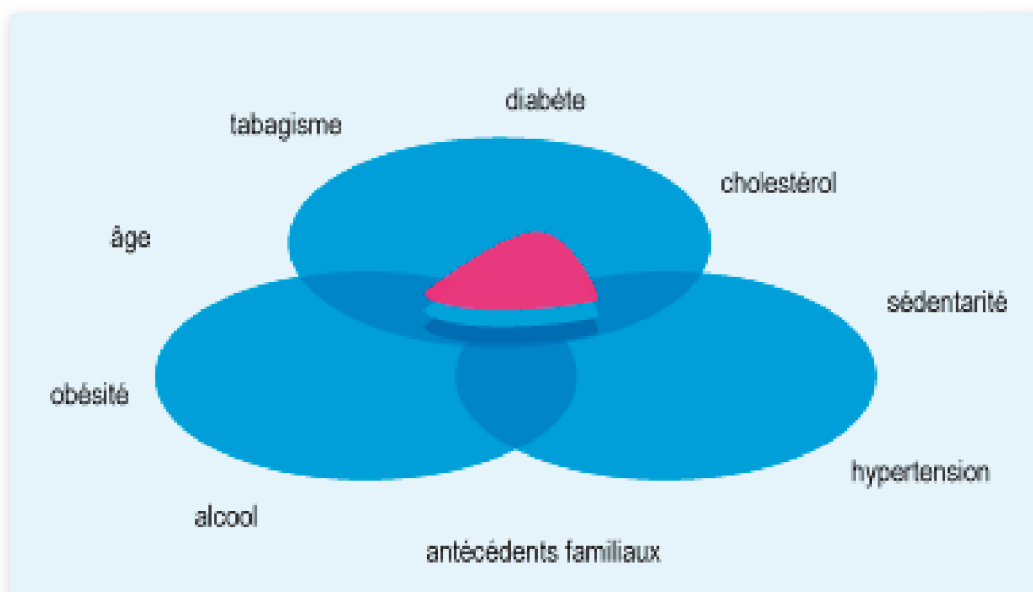 diabète
tabagisme
cholestérol
âge
sédentarité
obésité
hypertension
alcool
antécédents familiaux